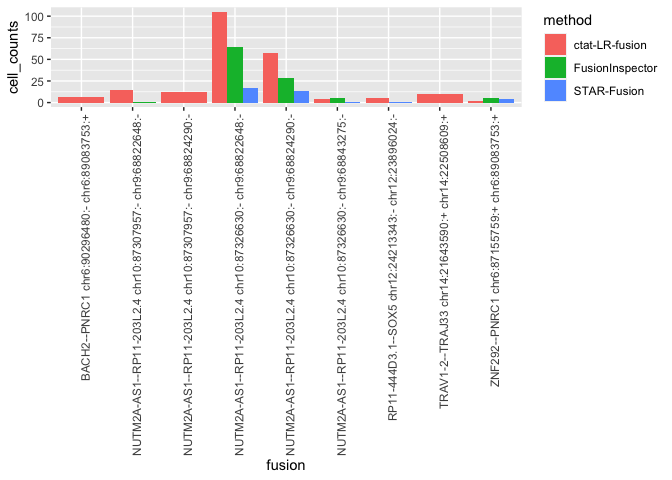 cell_counts
100
75
50
25
0
BACH2--PNRC1 chr6:90296480:- chr6:89083753:+
NUTM2A-AS1--RP11-203L2.4 chr10:87307957:- chr9:68822648:-
NUTM2A-AS1--RP11-203L2.4 chr10:87307957:- chr9:68824290:-
NUTM2A-AS1--RP11-203L2.4 chr10:87326630:- chr9:68822648:-
NUTM2A-AS1--RP11-203L2.4 chr10:87326630:- chr9:68824290:-
NUTM2A-AS1--RP11-203L2.4 chr10:87326630:- chr9:68843275:-
RP11-444D3.1--SOX5 chr12:24213343:- chr12:23896024:-
TRAV1-2--TRAJ33 chr14:21643590:+ chr14:22508609:+
ZNF292--PNRC1 chr6:87155759:+ chr6:89083753:+
fusion
method
ctat-LR-fusion
FusionInspector
STAR-Fusion